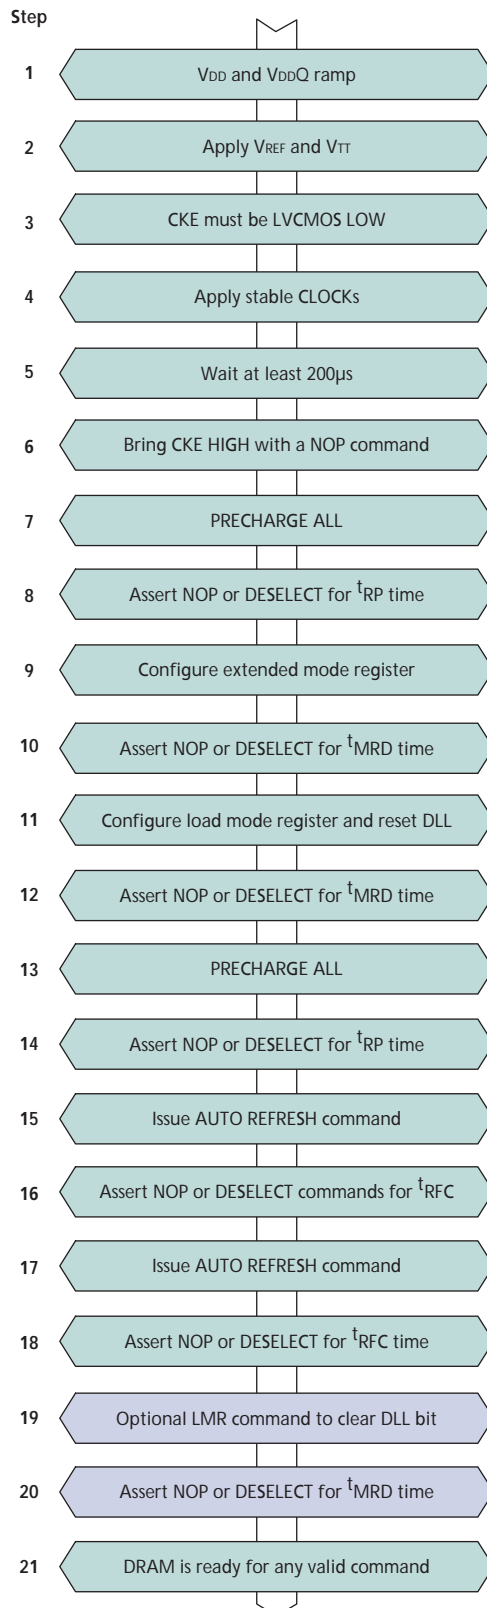 Step
1 VDD and VDDQ ramp
2 Apply VREF and VTT
3 CKE must be LVCMOS LOW
4 Apply stable CLOCKs
5 Wait at least 200µs
6 Bring CKE HIGH with a NOP command
7 PRECHARGE ALL
8 Assert NOP or DESELECT for tRP time
9 Configure extended mode register
10 Assert NOP or DESELECT for tMRD time
11 Configure load mode register and reset DLL
12 Assert NOP or DESELECT for tMRD time
13 PRECHARGE ALL
14 Assert NOP or DESELECT for tRP time
15 Issue AUTO REFRESH command
16 Assert NOP or DESELECT commands for tRFC
17 Issue AUTO REFRESH command
18 Assert NOP or DESELECT for tRFC time
19 Optional LMR command to clear DLL bit
20 Assert NOP or DESELECT for tMRD time
21 DRAM is ready for any valid command